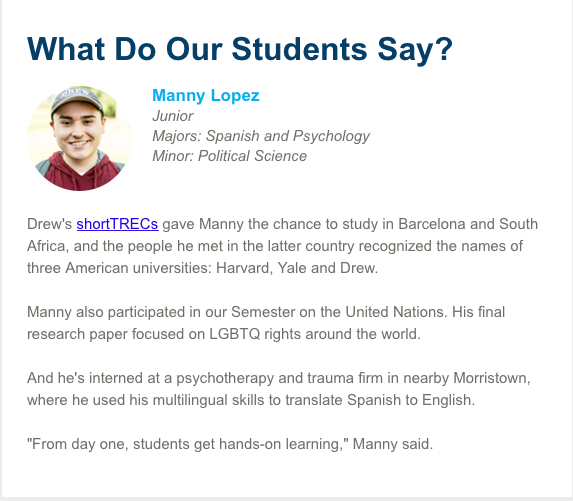 What Do Our Students Say?
Manny Lopez
Junior
Majors: Spanish and Psychology
Minor: Political Science
Drew's shortTRECs gave Manny the chance to study in Barcelona and South
Africa, and the people he met in the latter country recognized the names of
three American universities: Harvard, Yale and Drew.
Manny also participated in our Semester on the United Nations. His final
research paper focused on LGBTQ rights around the world.
And he's interned at a psychotherapy and trauma firm in nearby Morristown,
where he used his multilingual skills to translate Spanish to English.
"From day one, students get hands-on learning," Manny said.